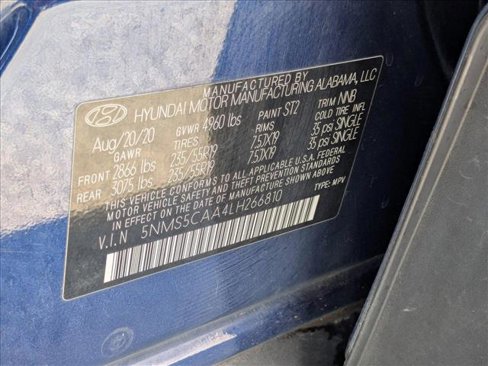 MANUFACTURED BY
HYUNDAI MOTOR MANUFACTURING ALABAMA, LLC
Aug/20/20 GVWR 4960 lbs PAINT ST2 TRIM NNB
GAWR TIRES RIMS COLD TIRE INFL
FRONT 2866 lbs 235/55R19 7.5JX19 35 psi SINGLE
REAR 3075 lbs 235/55R19 7.5JX19 35 psi SINGLE
THIS VEHICLE CONFORMS TO ALL APPLICABLE U.S.A. FEDERAL
MOTOR VEHICLE SAFETY AND BUMPER STANDARDS
IN EFFECT ON THE DATE OF MANUFACTURE SHOWN ABOVE.
V.I.N 5NMS5CAA4LH266810 TYPE: MPV